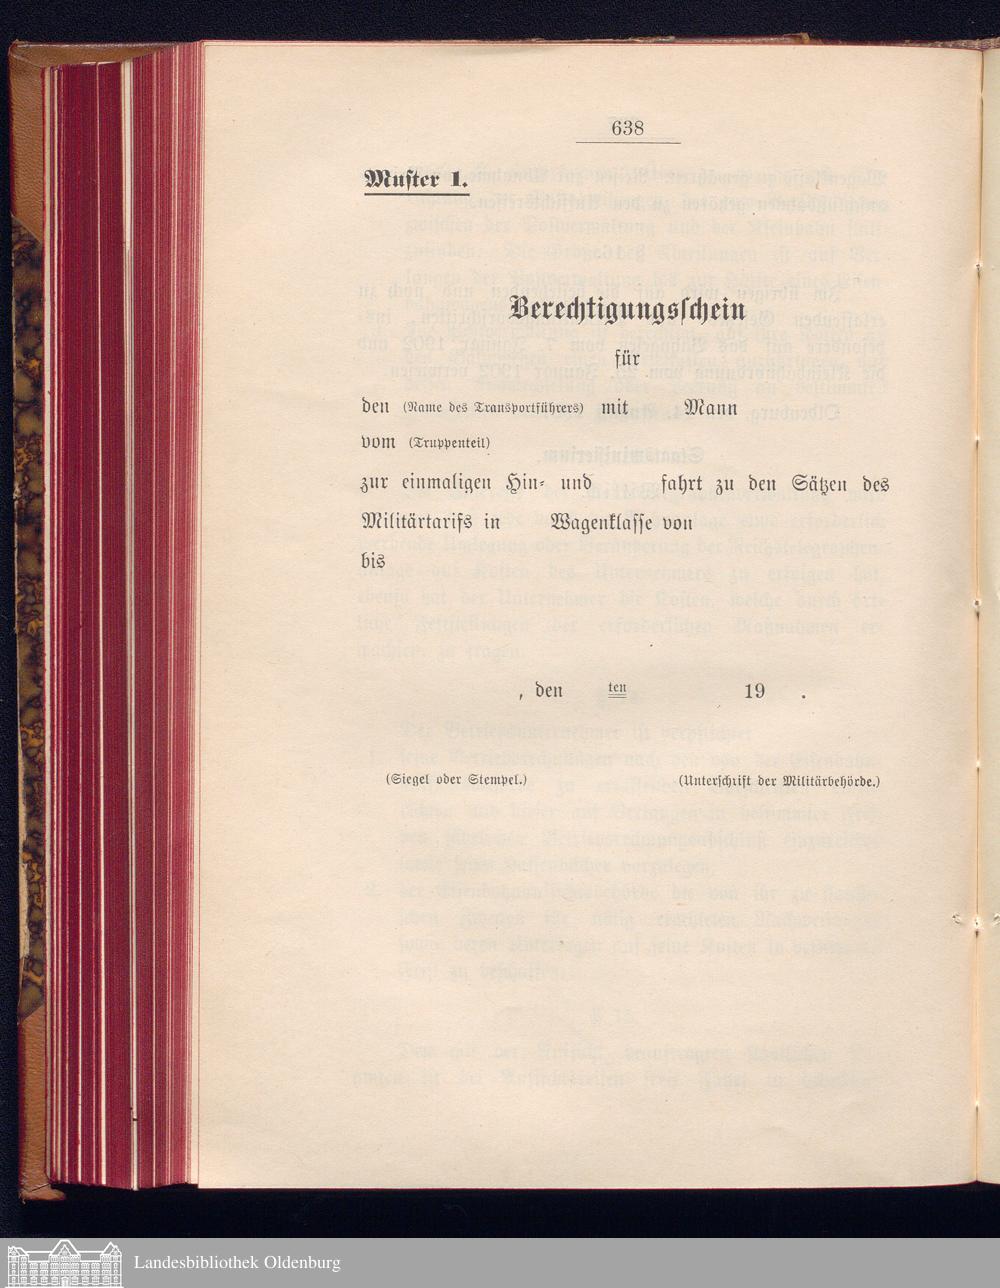 638
Muster 1.
Berechtigungsschein
für
den (Name des Transportführers) mit Mann
vom (Truppenteil)
zur einmaligen Hin- und fahrt zu den Sätzen des
Militärtarifs in Wagenklasse von
bis
, den ten 19 .
(Siegel oder Stempel.) (Unterschrift der Militärbehörde.)
Landesbibliothek Oldenburg